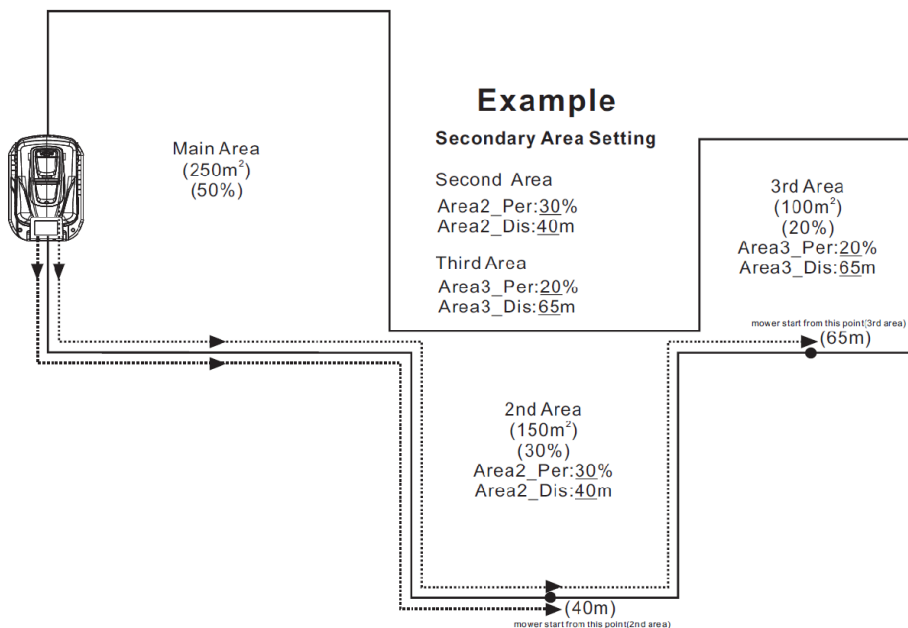 Example
Secondary Area Setting
Main Area
(250m²)
(50%)
Second Area
Area2_Per:30%
Area2_Dis:40m
Third Area
Area3_Per:20%
Area3_Dis:65m
3rd Area
(100m²)
(20%)
Area3_Per:20%
Area3_Dis:65m
mower start from this point(3rd area)
(65m)
2nd Area
(150m²)
(30%)
Area2_Per:30%
Area2_Dis:40m
(40m)
mower start from this point(2nd area)